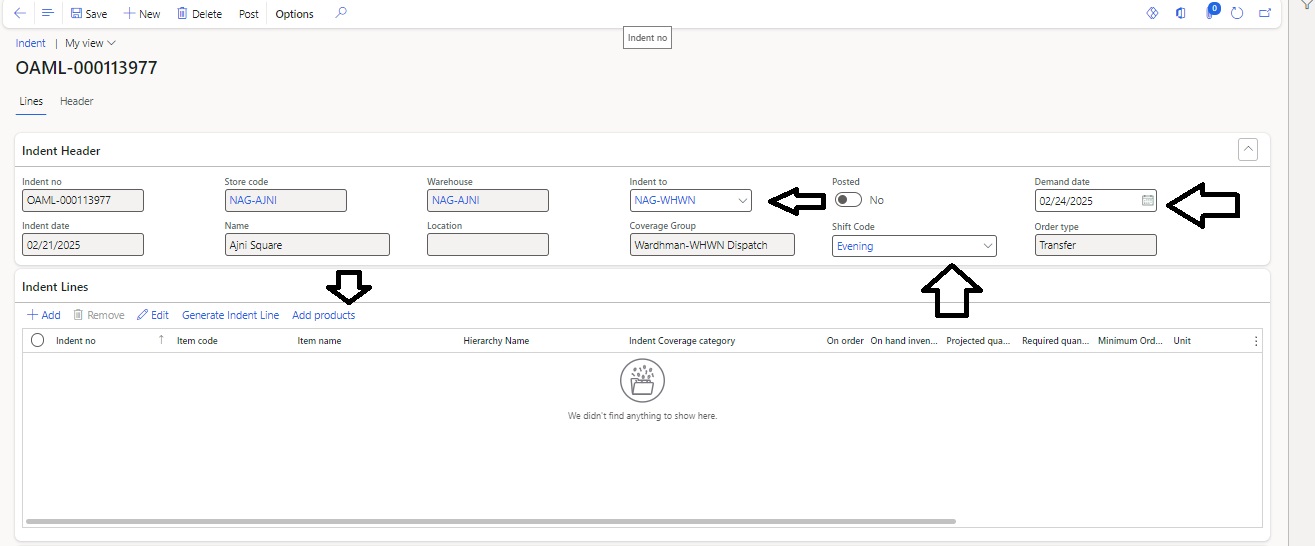 Save New Delete Post Options 0
Indent no
Indent | My view
OAML-000113977
Lines Header
Indent Header
Indent no Store code Warehouse Indent to Posted Demand date
OAML-000113977 NAG-AJNI NAG-AJNI NAG-WHWN No 02/24/2025
Indent date Name Location Coverage Group Shift Code Order type
02/21/2025 Ajni Square Wardhman-WHWN Dispatch Evening Transfer
Indent Lines
Add Remove Edit Generate Indent Line Add products
Indent no Item code Item name Hierarchy Name Indent Coverage category On order On hand inven... Projected qua... Required quan... Minimum Ord... Unit
We didn't find anything to show here.